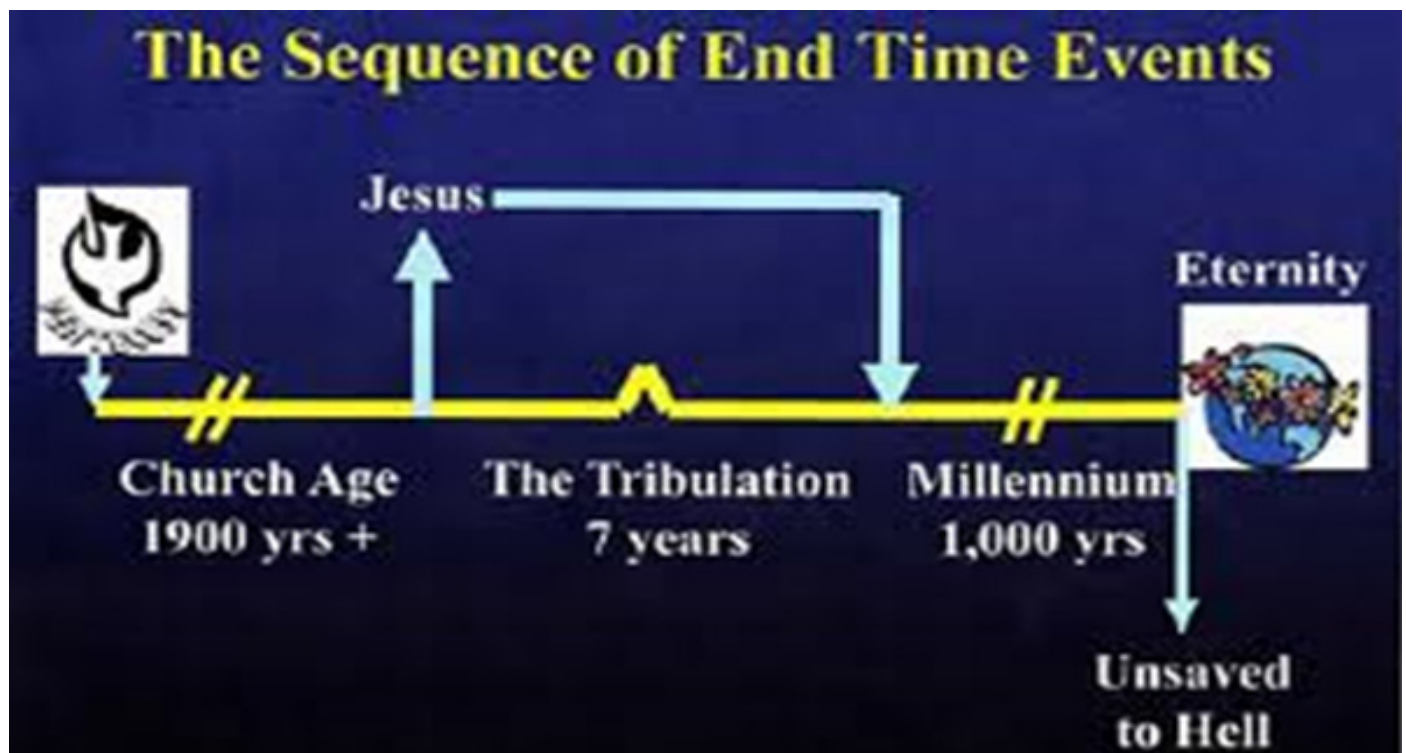 The Sequence of End Time Events
Jesus
Eternity
Church Age
1900 yrs +
The Tribulation
7 years
Millennium
1,000 yrs
Unsaved
to Hell